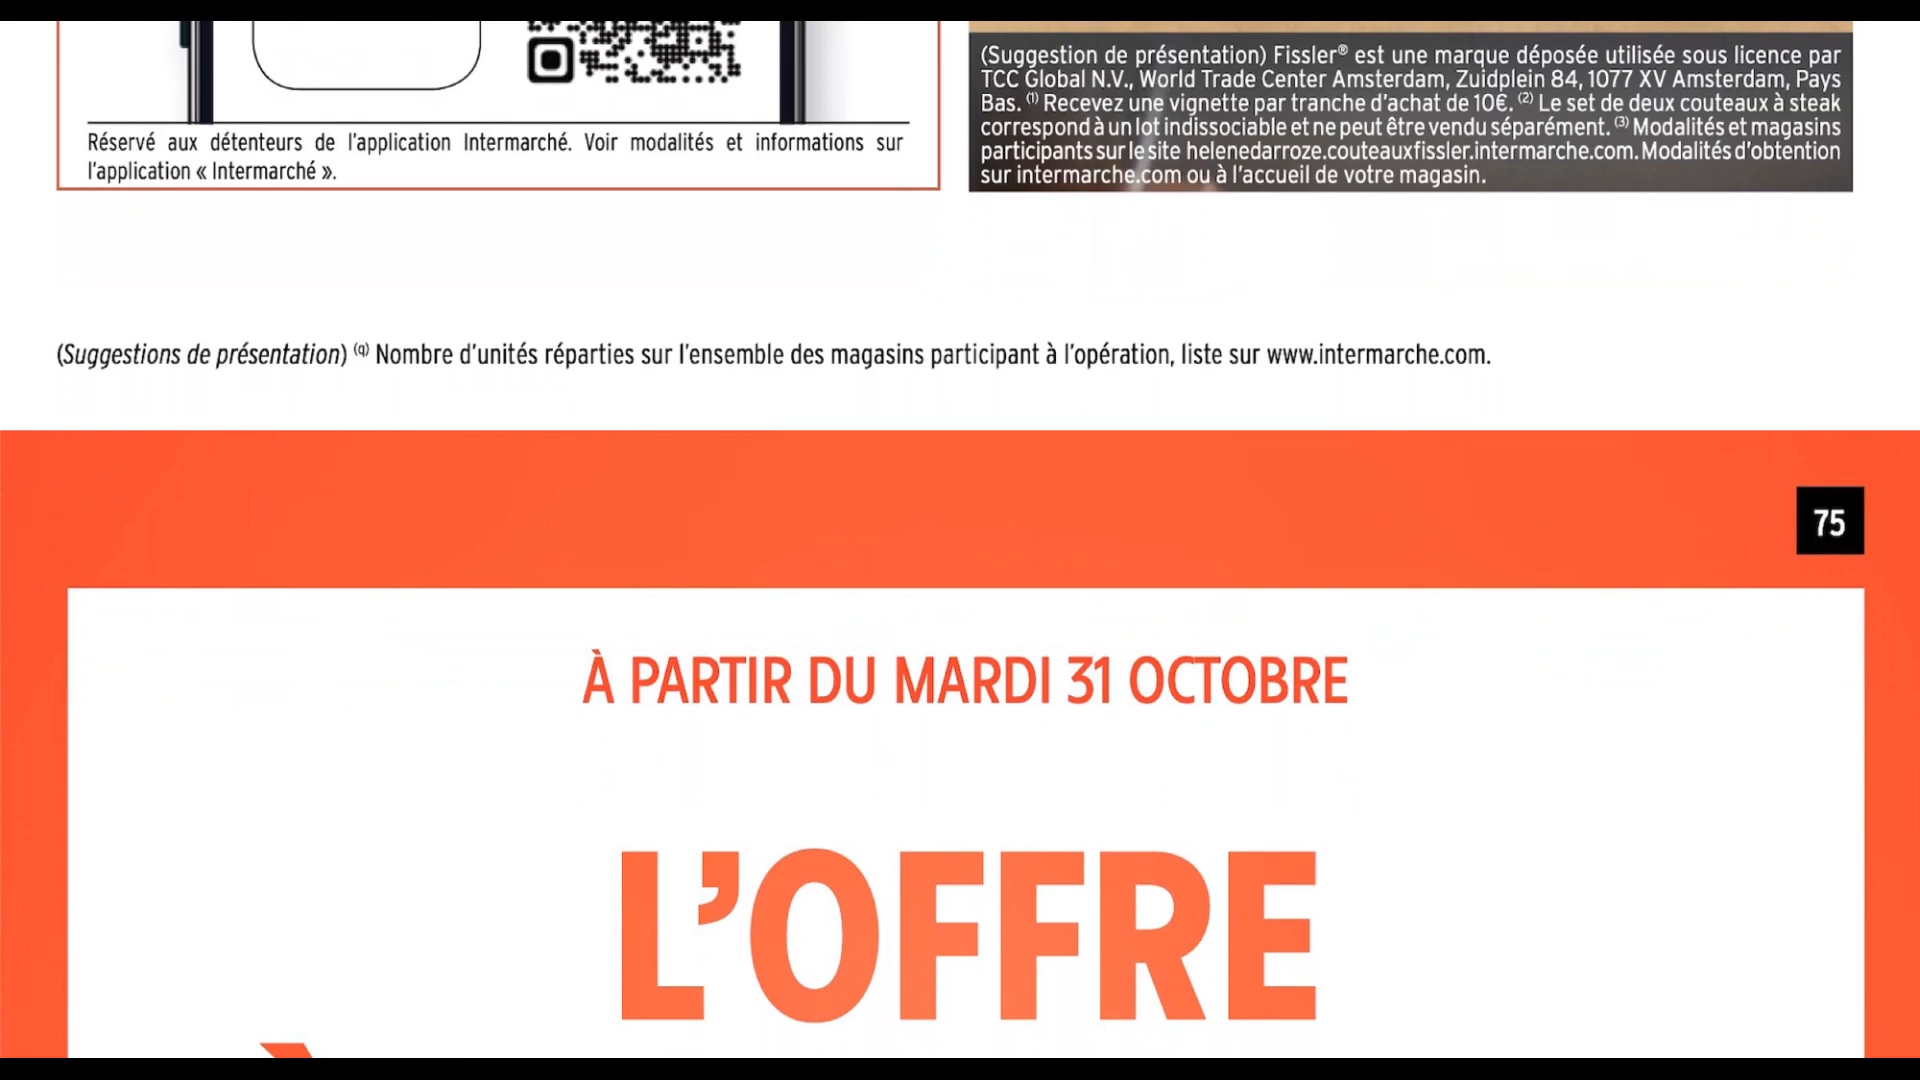 Réservé aux détenteurs de l'application Intermarché. Voir modalités et informations sur
l'application « Intermarché ».
(Suggestion de présentation) Fissler® est une marque déposée utilisée sous licence par
TCC Global N.V., World Trade Center Amsterdam, Zuidplein 84, 1077 XV Amsterdam, Pays
Bas. (1) Recevez une vignette par tranche d'achat de 10€. (2) Le set de deux couteaux à steak
correspond à un lot indissociable et ne peut être vendu séparément. (3) Modalités et magasins
participants sur le site helenedarroze.couteauxfissler.intermarche.com. Modalités d'obtention
sur intermarche.com ou à l'accueil de votre magasin.
(Suggestions de présentation) (q) Nombre d'unités réparties sur l'ensemble des magasins participant à l'opération, liste sur www.intermarche.com.
75
À PARTIR DU MARDI 31 OCTOBRE
L'OFFRE